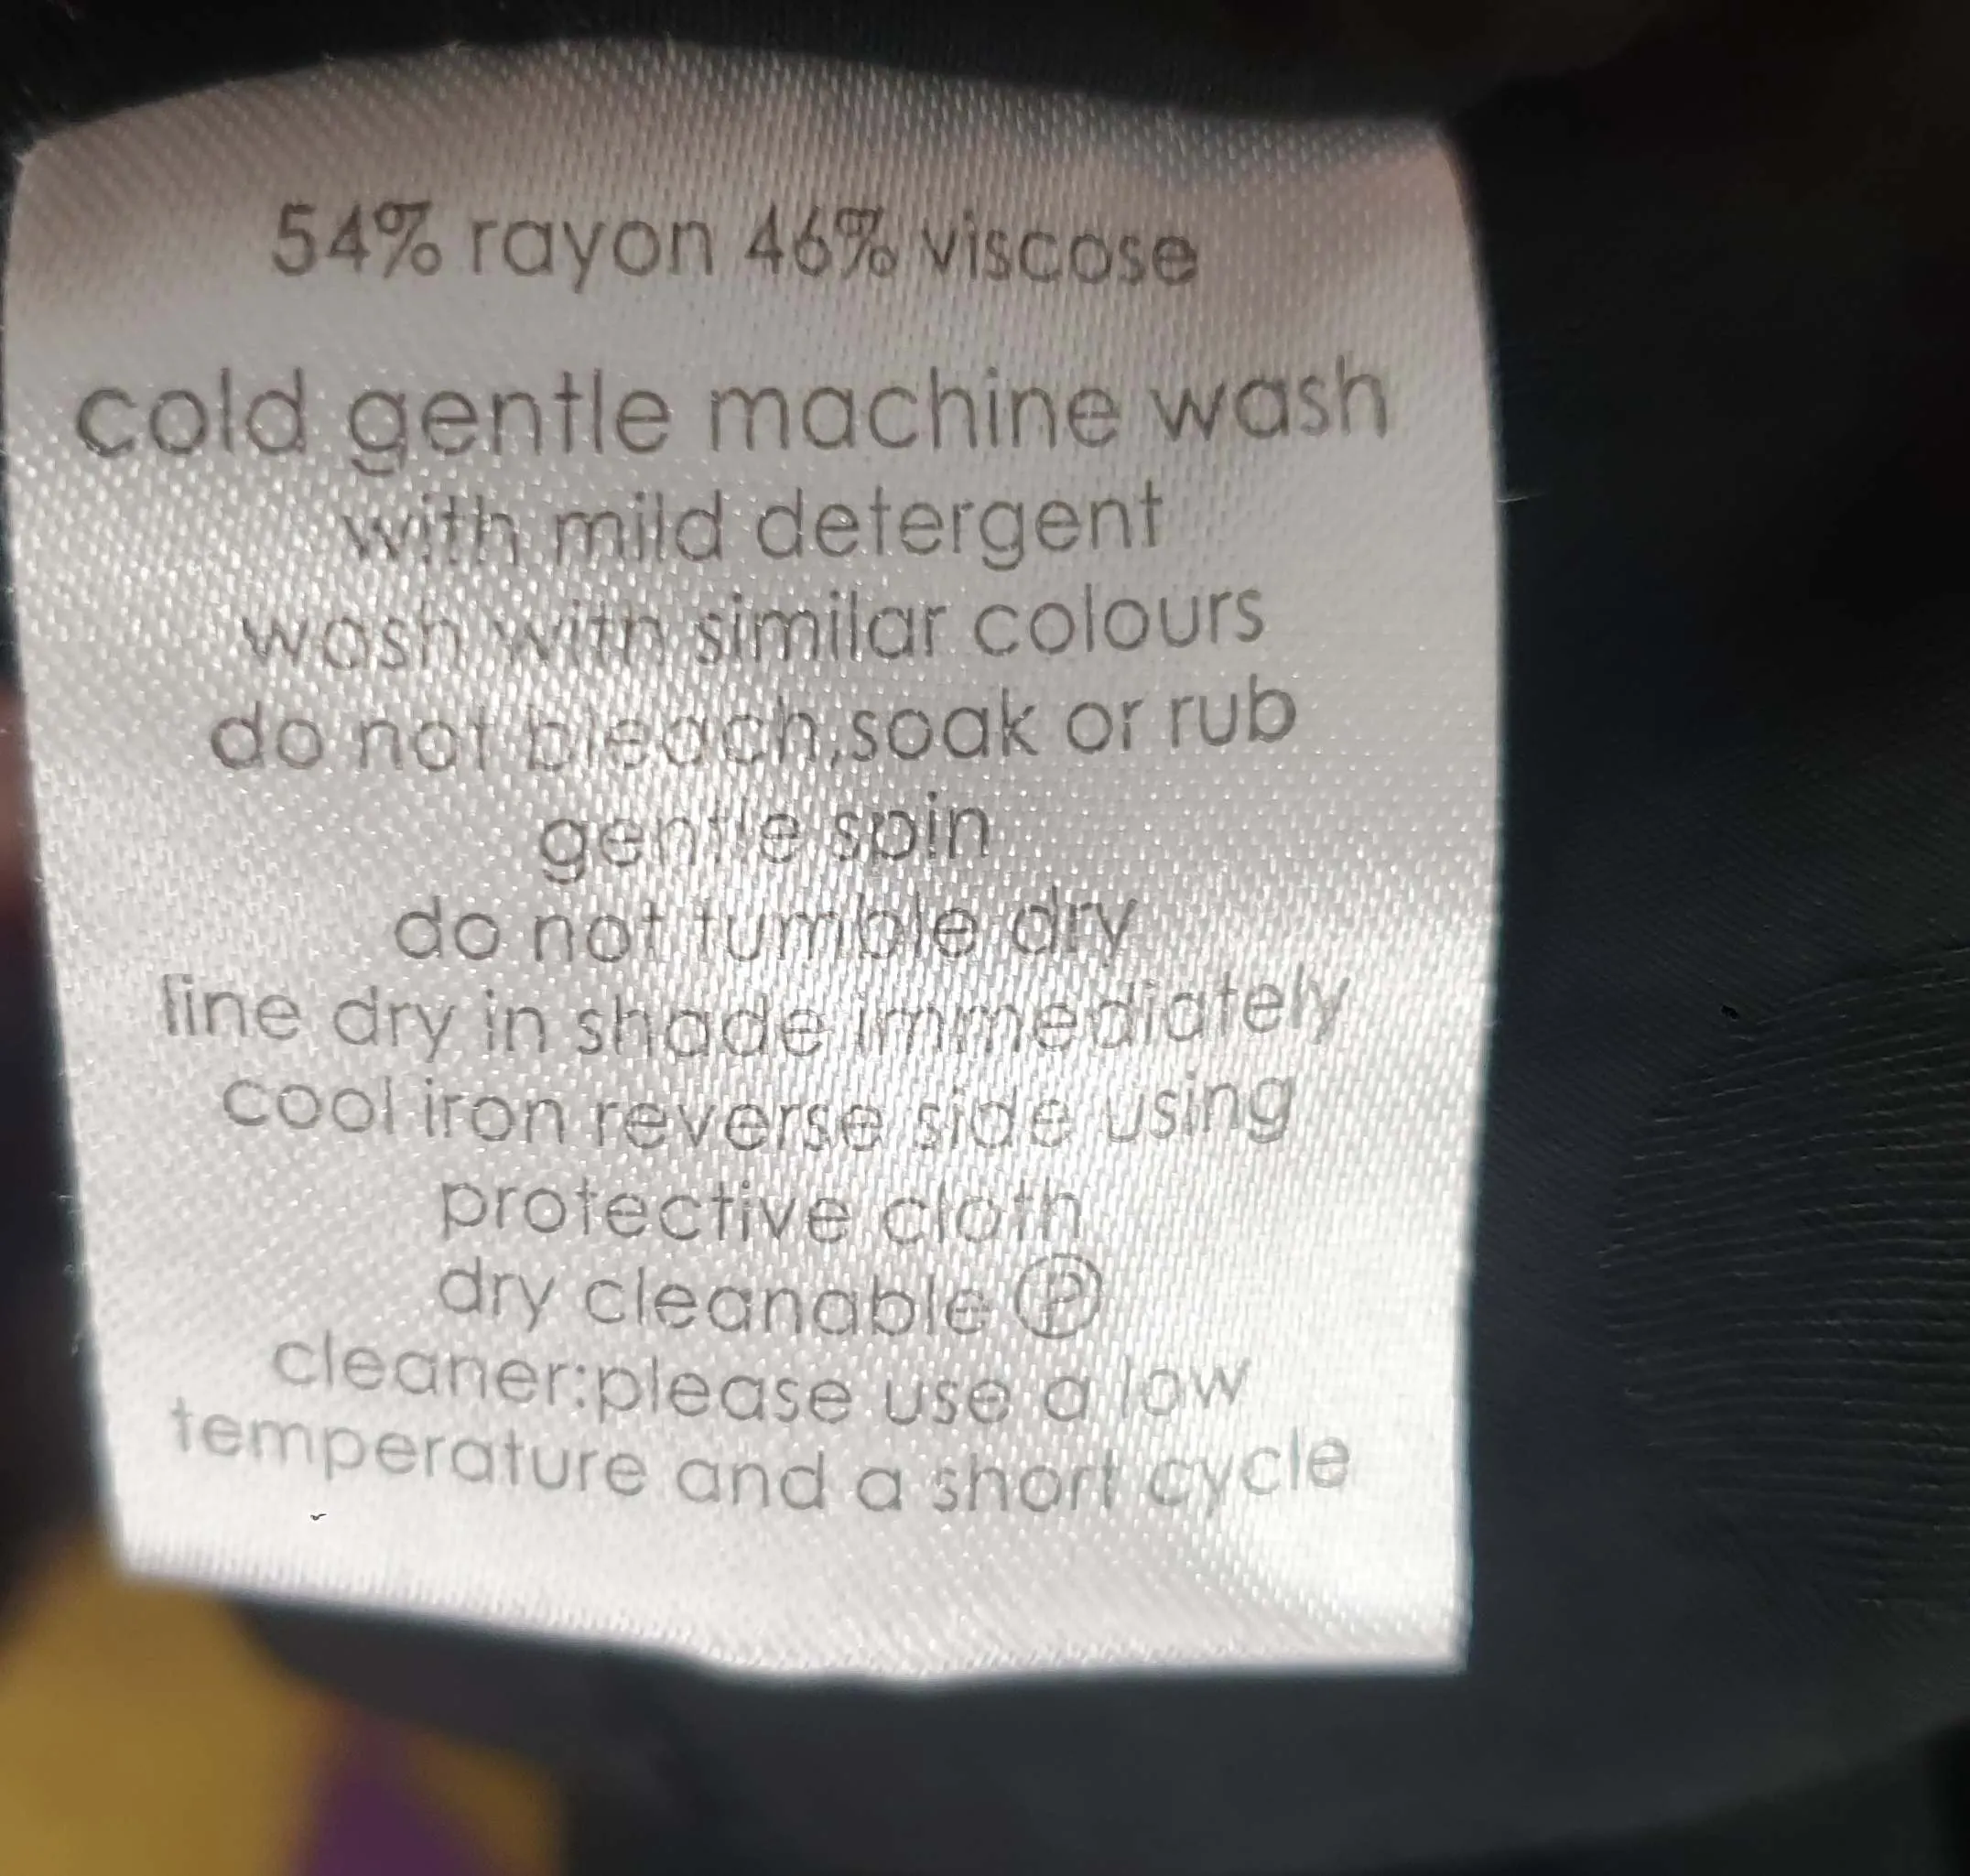 54% rayon 46% viscose
cold gentle machine wash
with mild detergent
wash with similar colours
do not bleach,soak or rub
gentle spin
do not tumble dry
line dry in shade immediately
cool iron reverse side using
protective cloth
dry cleanable Ⓟ
cleaner:please use a low
temperature and a short cycle